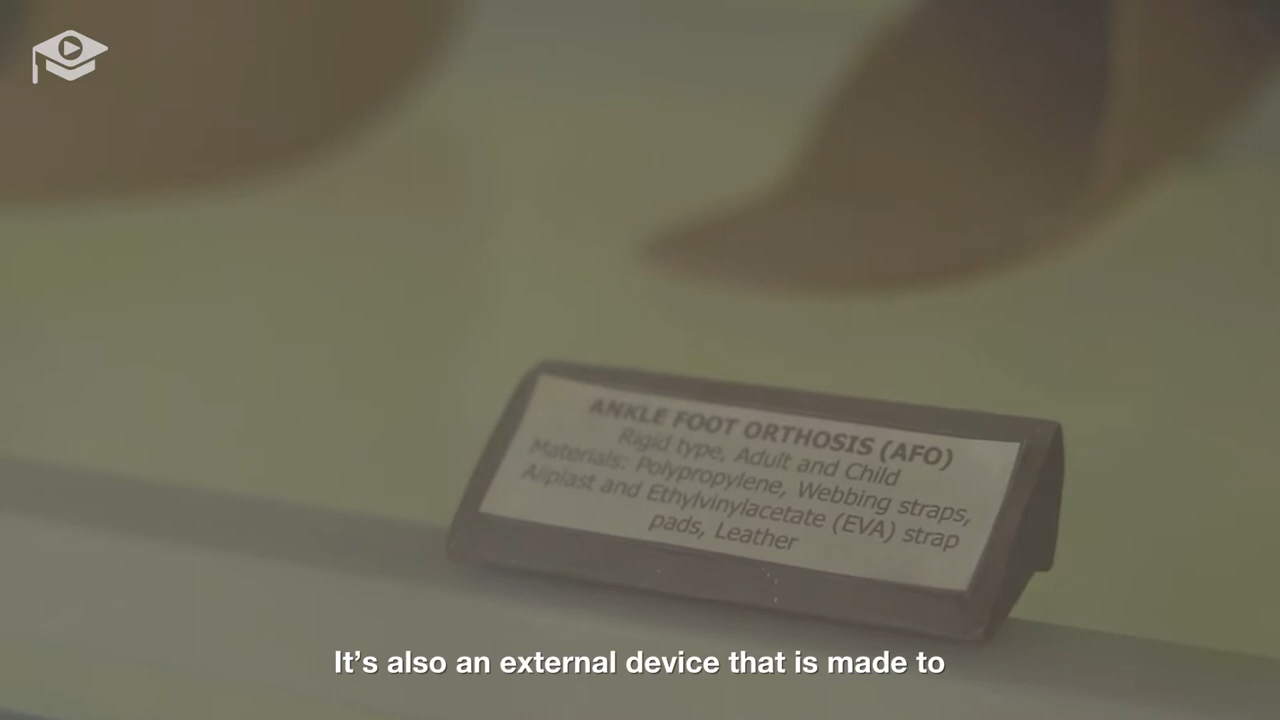 ANKLE FOOT ORTHOSIS (AFO)
Rigid type, Adult and Child
Materials: Polypropylene, Webbing straps,
Aliplast and Ethylvinylacetate (EVA) strap
pads, Leather
It's also an external device that is made to